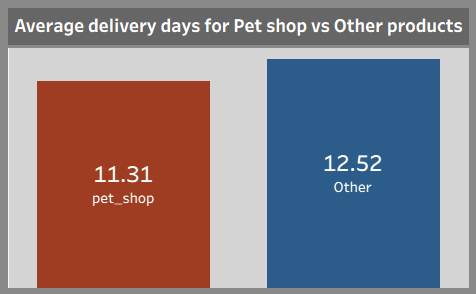 Average delivery days for Pet shop vs Other products
11.31
pet_shop
12.52
Other